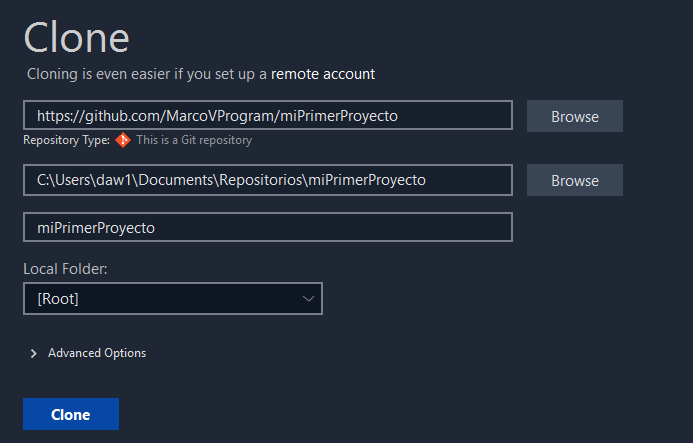 Clone
Cloning is even easier if you set up a remote account
https://github.com/MarcoVProgram/miPrimerProyecto
Browse
Repository Type: This is a Git repository
C:\Users\daw1\Documents\Repositorios\miPrimerProyecto
Browse
miPrimerProyecto
Local Folder:
[Root]
Advanced Options
Clone